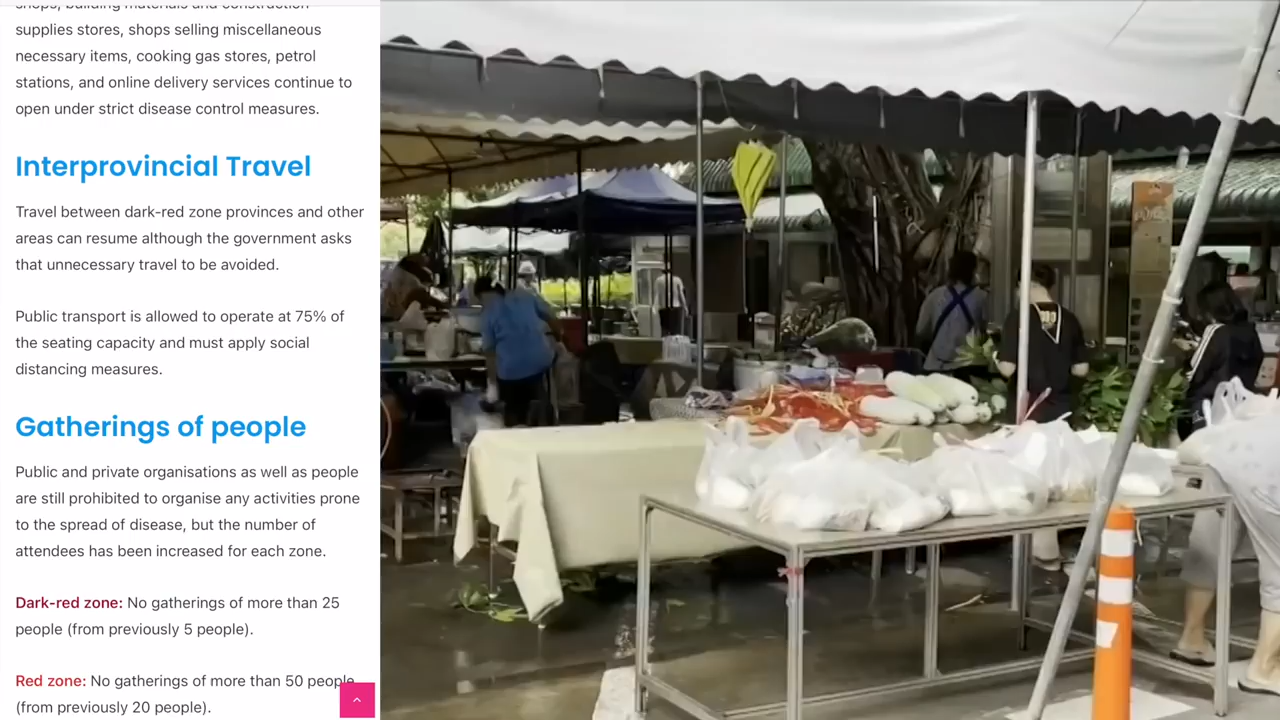 shops, building materials and construction
supplies stores, shops selling miscellaneous
necessary items, cooking gas stores, petrol
stations, and online delivery services continue to
open under strict disease control measures.
Interprovincial Travel
Travel between dark-red zone provinces and other
areas can resume although the government asks
that unnecessary travel to be avoided.
Public transport is allowed to operate at 75% of
the seating capacity and must apply social
distancing measures.
Gatherings of people
Public and private organisations as well as people
are still prohibited to organise any activities prone
to the spread of disease, but the number of
attendees has been increased for each zone.
Dark-red zone: No gatherings of more than 25
people (from previously 5 people).
Red zone: No gatherings of more than 50 people
(from previously 20 people).